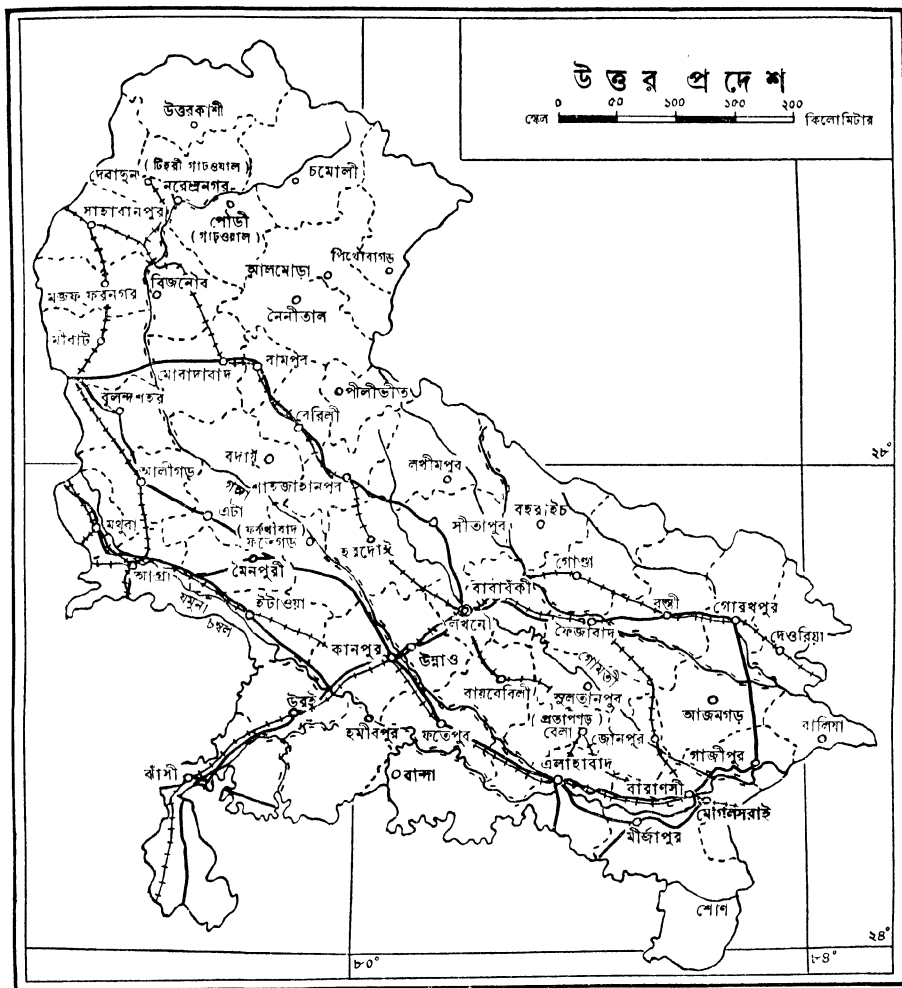 উত্তর প্রদেশ
স্কেল ০ ৫০ ১০০ ১৫০ ২০০ কিলোমিটার
উত্তরকাশী
(টিহরী গাঢ়ওয়াল)
চমোলী
দেরাদুন
নরেন্দ্রনগর
সাহারানপুর
পৌড়ী
(গাঢ়ওয়াল)
পিথোরাগড়
আলমোড়া
বিজনৌর
মজফ্ফরনগর
নৈনীতাল
মীরাট
মোরাদাবাদ
রামপুর
পীলীভীত
বুলন্দশহর
বেরিলী
২৮
বদায়ূ
লখীমপুর
আলীগড়
গঙ্গা
শাহজাহানপুর
বহরাইচ
এটা
সীতাপুর
মথুরা
(ফর্রুখাবাদ)
ফতেগড়
হরদোঈ
গোণ্ডা
আগ্রা
মৈনপুরী
বারাবঁকী
ইটাওয়া
লখনৌ
বস্তী
গোরখপুর
যমুনা
চম্বল
ফৈজাবাদ
দেওরিয়া
কানপুর
উন্নাও
গোমতী
রায়বেরিলী
সুলতানপুর
উরই
আজমগড়
হমীরপুর
ফতেপুর
(প্রতাপগড়)
বেলা
জৌনপুর
বালিয়া
গাজীপুর
ঝাঁসী
বান্দা
এলাহাবাদ
বারাণসী
মোগলসরাই
মীর্জাপুর
শোণ
২৪
৮০°
৮৪°